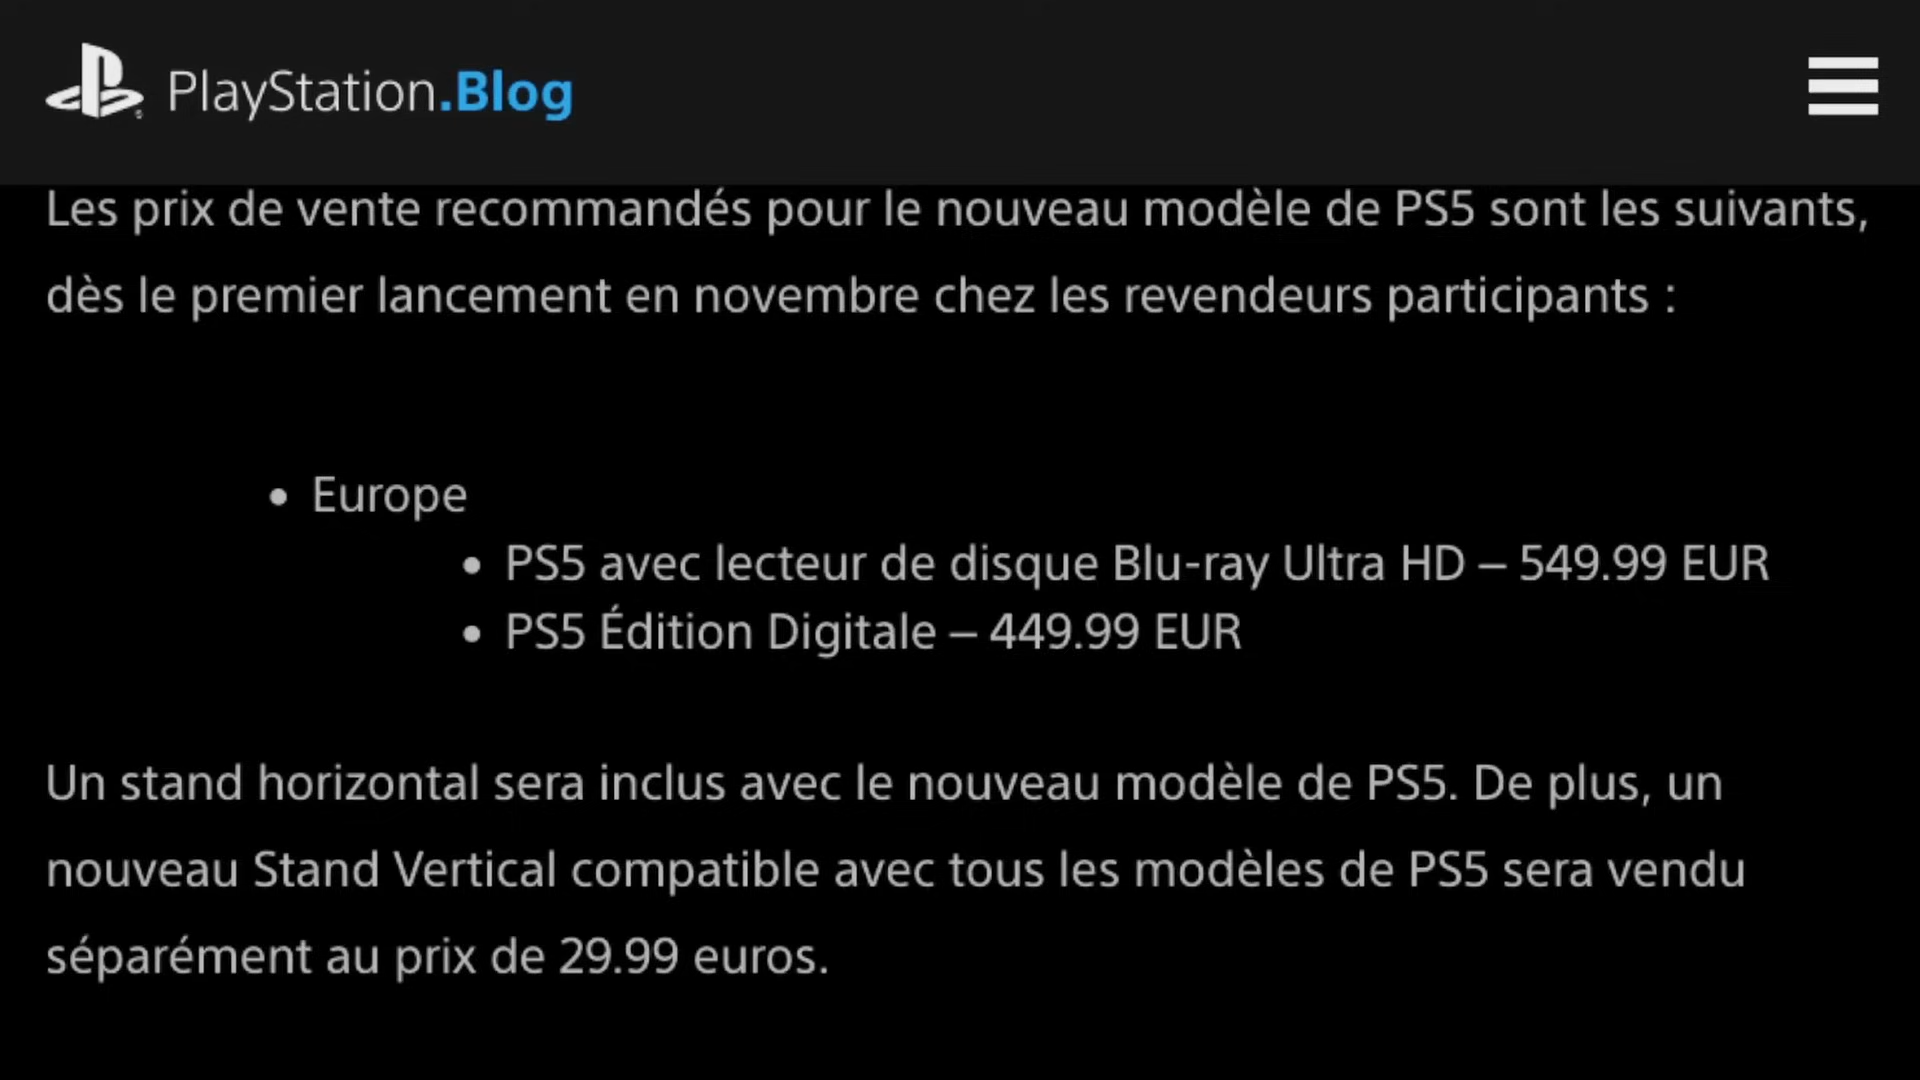 PlayStation.Blog
Les prix de vente recommandés pour le nouveau modèle de PS5 sont les suivants,
dès le premier lancement en novembre chez les revendeurs participants :
• Europe
• PS5 avec lecteur de disque Blu-ray Ultra HD – 549.99 EUR
• PS5 Édition Digitale – 449.99 EUR
Un stand horizontal sera inclus avec le nouveau modèle de PS5. De plus, un
nouveau Stand Vertical compatible avec tous les modèles de PS5 sera vendu
séparément au prix de 29.99 euros.